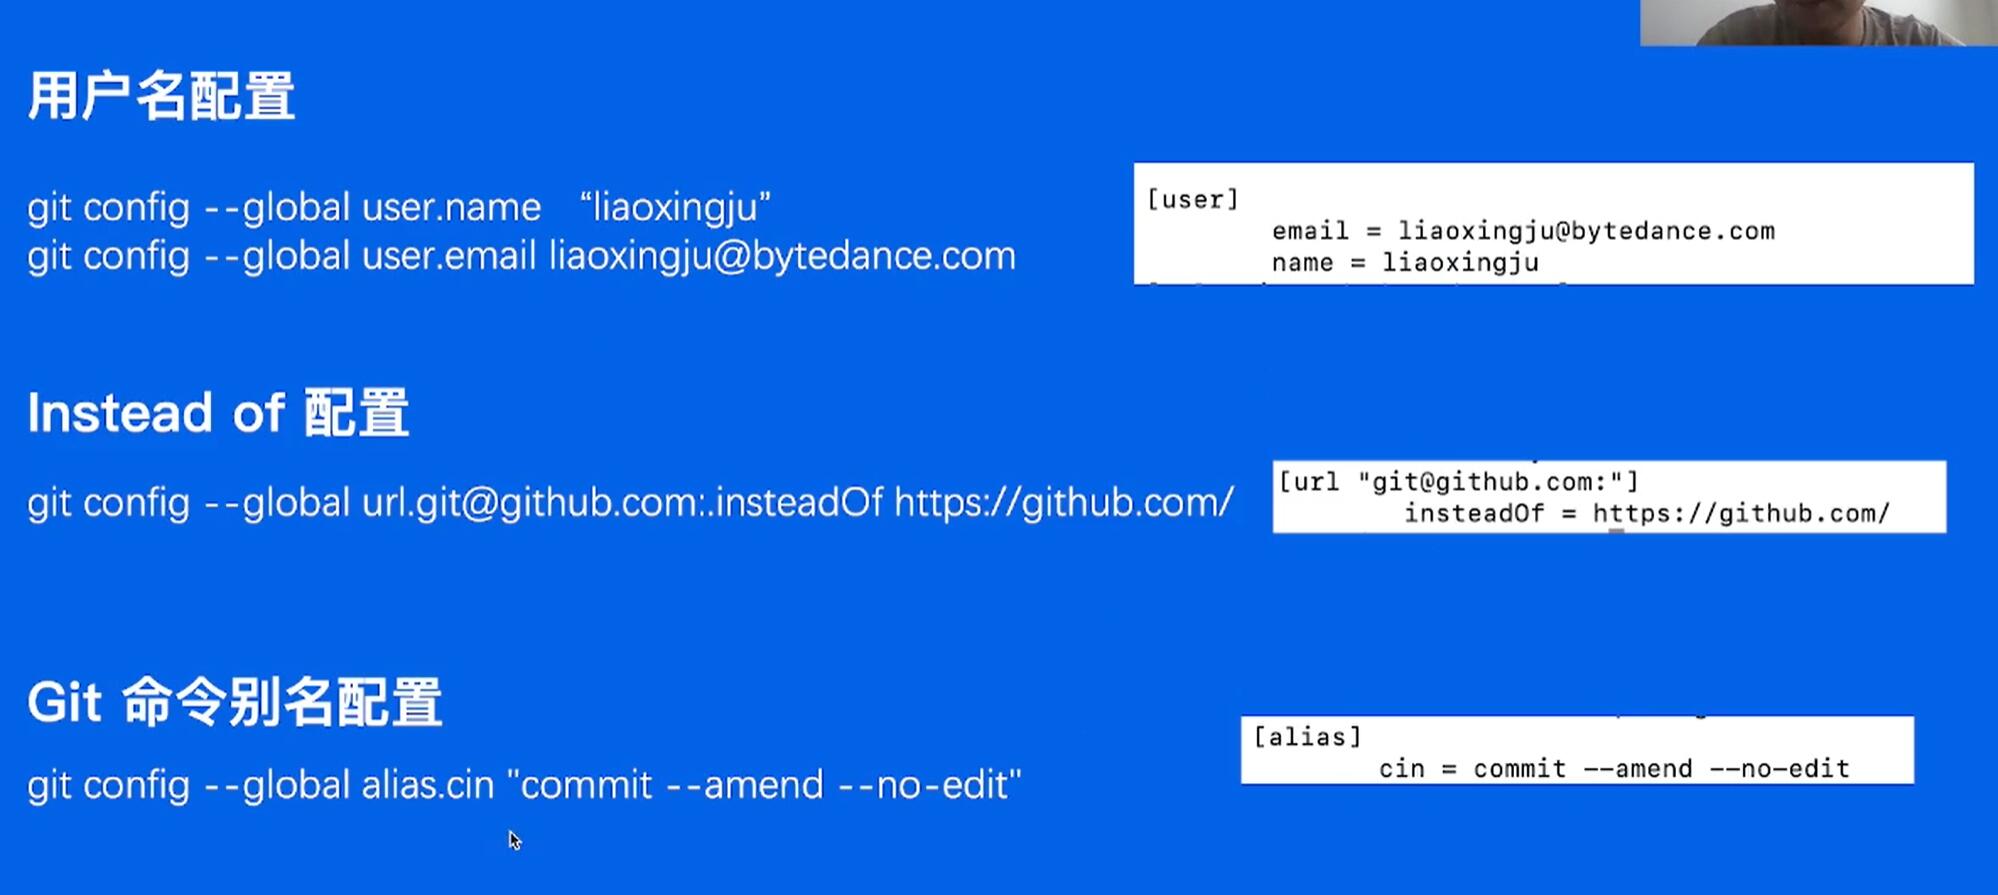 用户名配置
git config --global user.name “liaoxingju”
git config --global user.email liaoxingju@bytedance.com
[user]
email = liaoxingju@bytedance.com
name = liaoxingju
Instead of 配置
git config --global url.git@github.com:.insteadOf https://github.com/
[url "git@github.com:"]
insteadOf = https://github.com/
Git 命令别名配置
git config --global alias.cin "commit --amend --no-edit"
[alias]
cin = commit --amend --no-edit